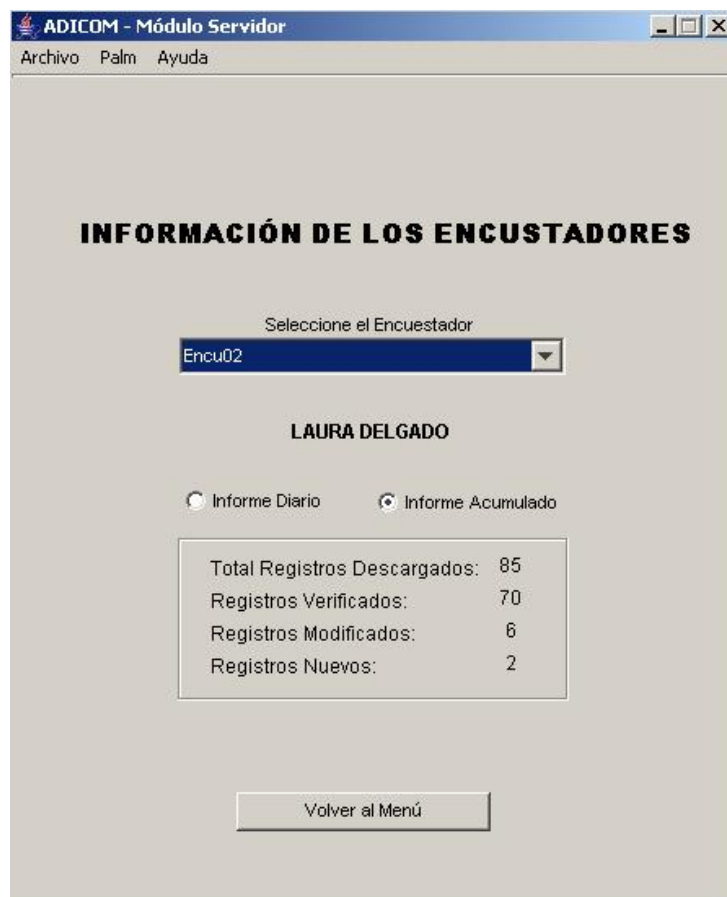 ADICOM - Módulo Servidor
Archivo Palm Ayuda
INFORMACIÓN DE LOS ENCUSTADORES
Seleccione el Encuestador
Encu02
LAURA DELGADO
Informe Diario Informe Acumulado
Total Registros Descargados: 85
Registros Verificados: 70
Registros Modificados: 6
Registros Nuevos: 2
Volver al Menú